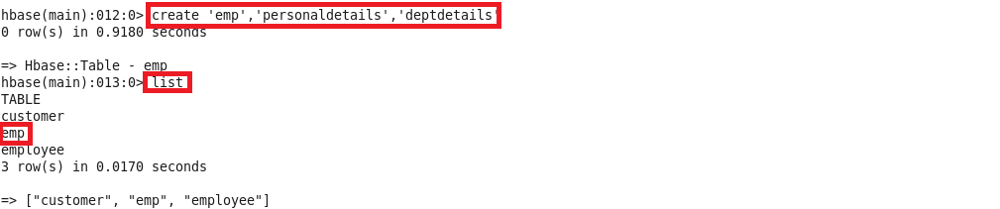 hbase(main):012:0> create 'emp','personaldetails','deptdetails'
0 row(s) in 0.9180 seconds
=> Hbase::Table - emp
hbase(main):013:0> list
TABLE
customer
emp
employee
3 row(s) in 0.0170 seconds
=> ["customer", "emp", "employee"]